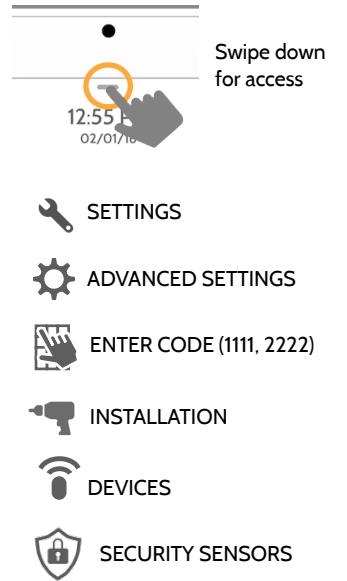 Swipe down
for access
12:55
02/01/
SETTINGS
ADVANCED SETTINGS
ENTER CODE (1111, 2222)
INSTALLATION
DEVICES
SECURITY SENSORS